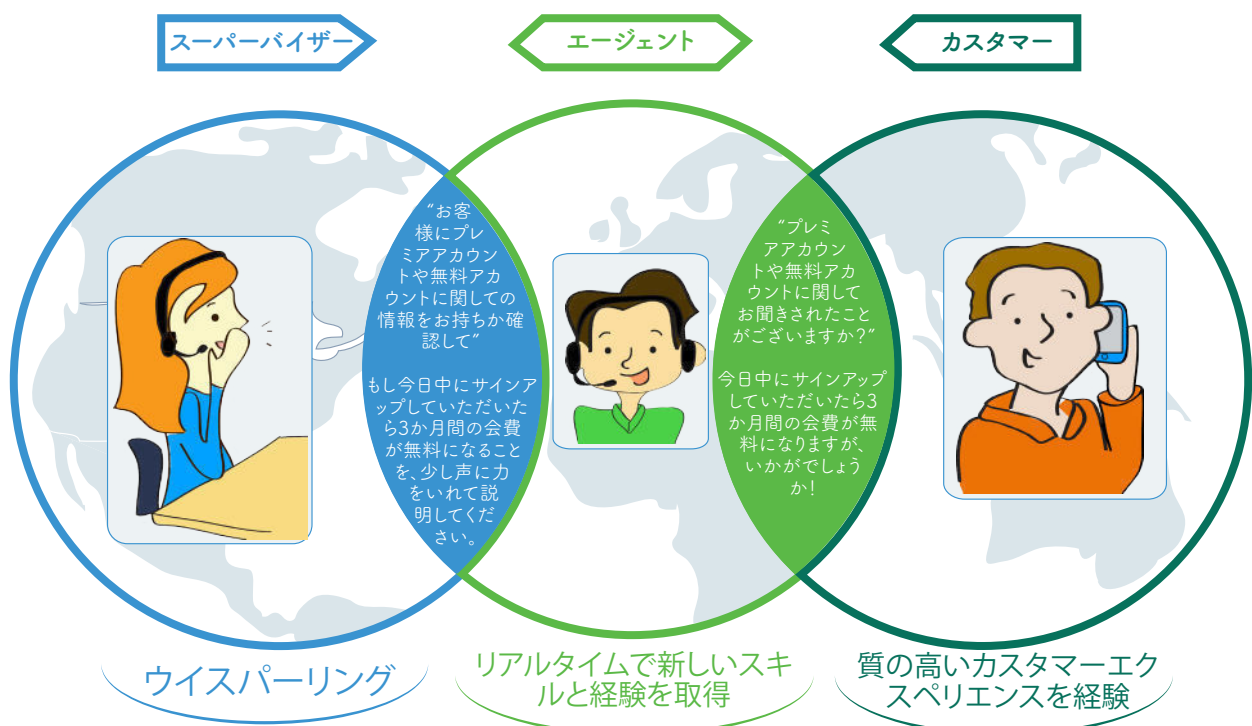 スーパーバイザー
エージェント
カスタマー
“お客
様にプレ
ミアアカウン
トや無料アカ
ウントに関しての
情報をお持ちか確
認して”
もし今日中にサインア
ップしていただいた
ら3か月間の会費
が無料になること
を、少し声に力
をいれて説
明してくだ
さい。
“プレミ
アアカウン
トや無料アカ
ウントに関して
お聞きされたこと
がございますか?”
今日中にサインアップ
していただいたら3
か月間の会費が無
料になりますが、
いかがでしょう
か!
ウイスパーリング
リアルタイムで新しいスキ
ルと経験を取得
質の高いカスタマーエク
スペリエンスを経験